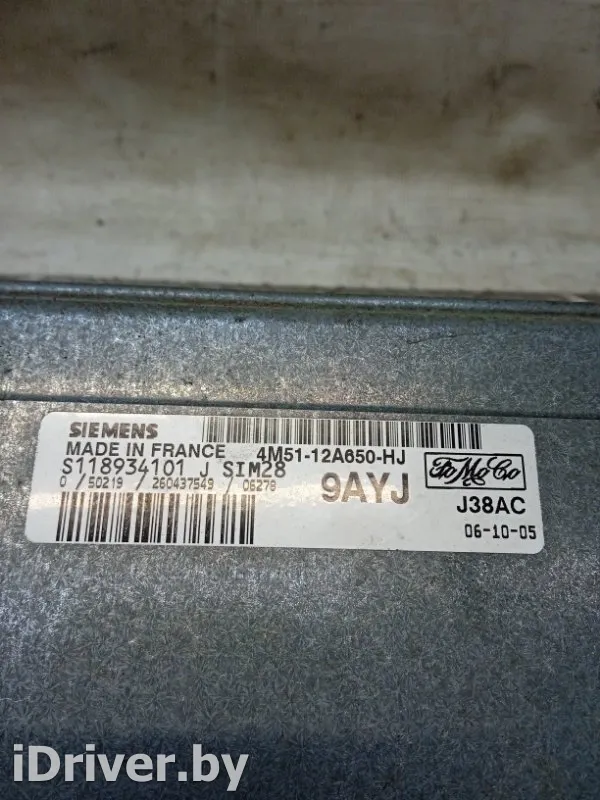 SIEMENS
MADE IN FRANCE 4M51-12A650-HJ
S118934101 J SIM28
0 / 50219 / 260437549 / 06278
9AYJ
FoMoCo
J38AC
06-10-05
iDriver.by